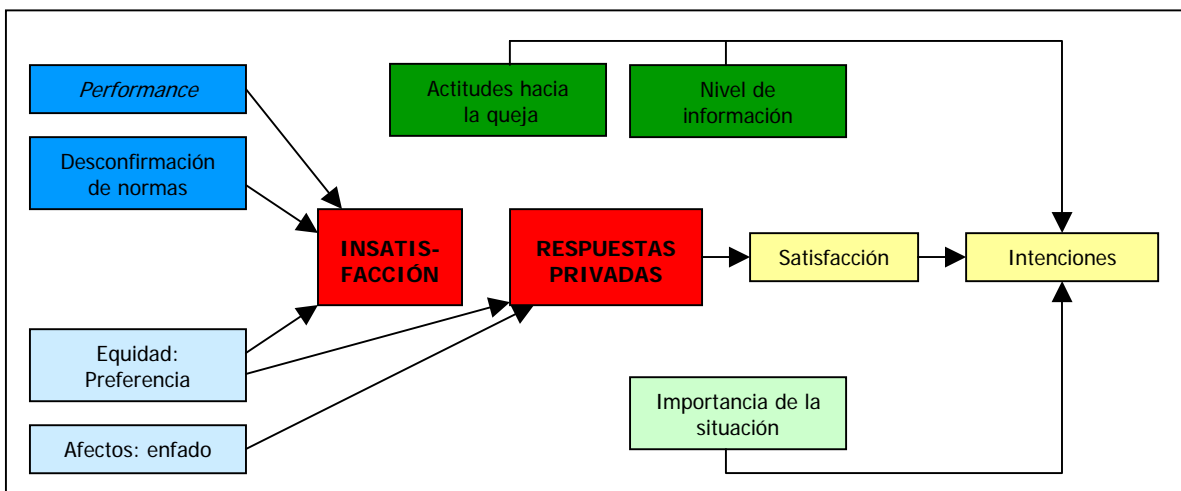 Performance
Actitudes hacia
la queja
Nivel de
información
Desconfirmación
de normas
INSATIS-
FACCIÓN
RESPUESTAS
PRIVADAS
Satisfacción
Intenciones
Equidad:
Preferencia
Importancia de la
situación
Afectos: enfado